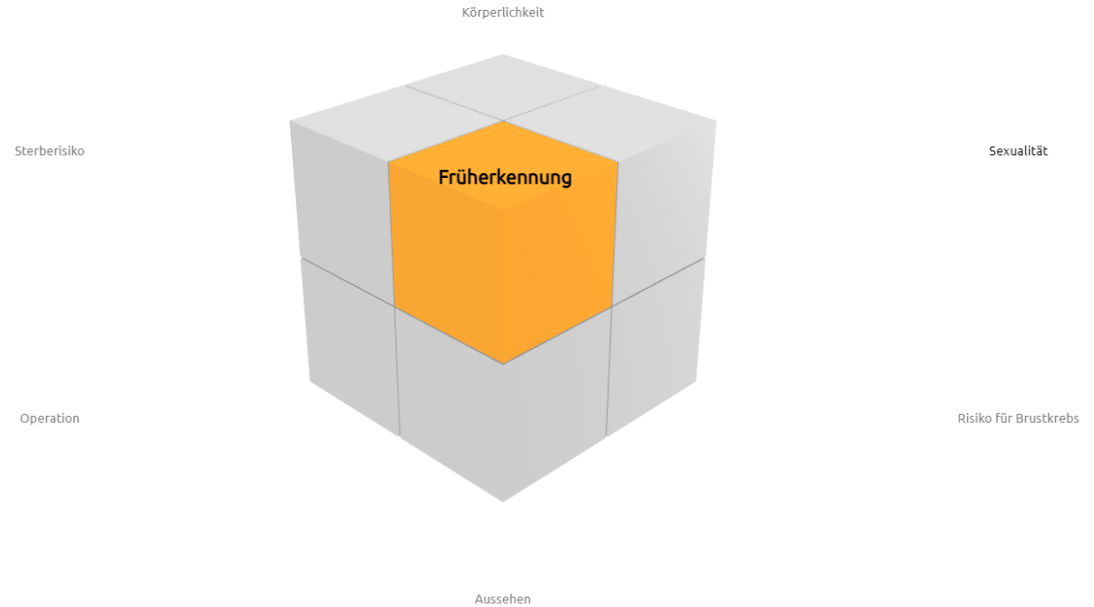 Körperlichkeit
Sterberisiko
Sexualität
Früherkennung
Operation
Risiko für Brustkrebs
Aussehen